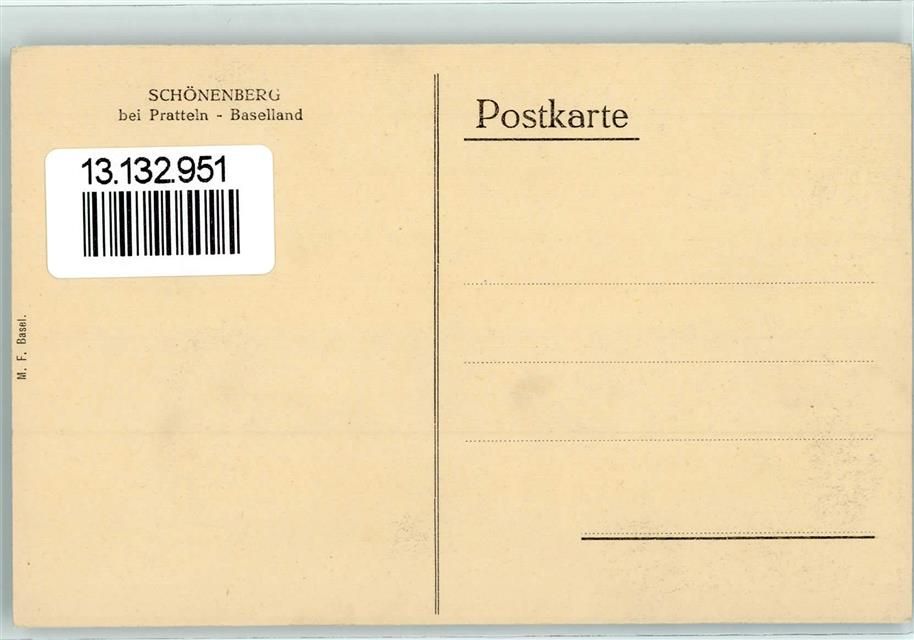 SCHÖNENBERG
bei Pratteln - Baselland
13.132.951
M. F. Basel.
Postkarte